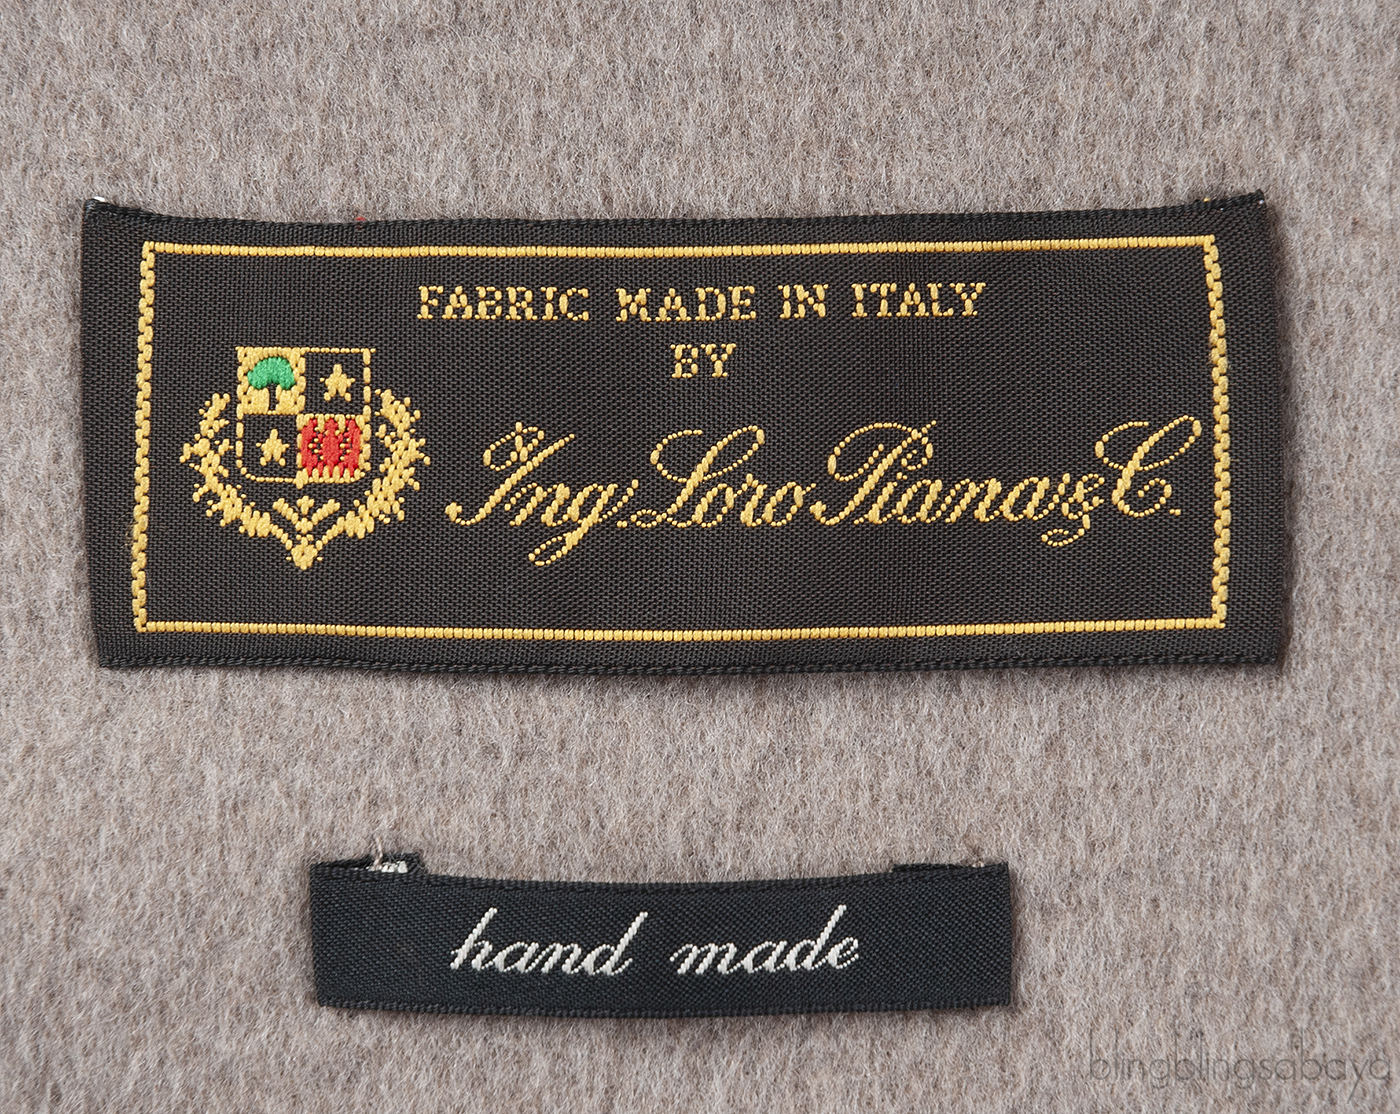 FABRIC MADE IN ITALY
BY
Ing. Loro Piana & C.
hand made
blingblingsabaya